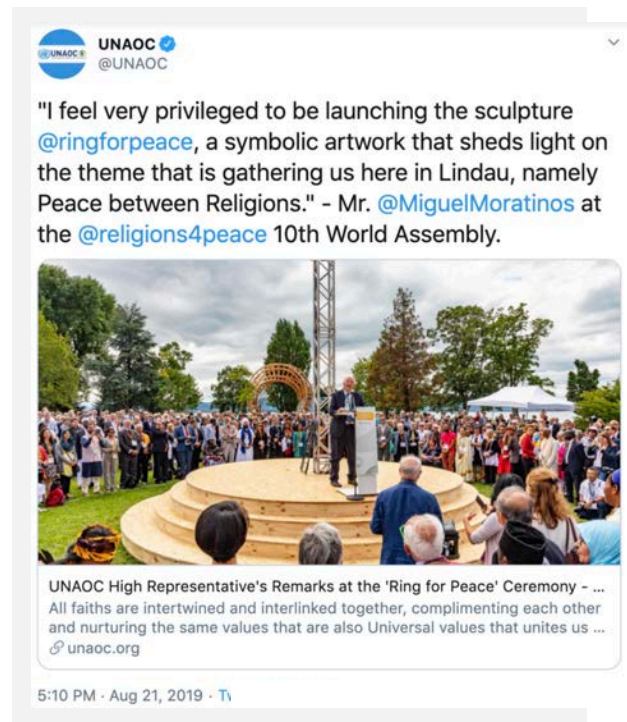 UNAOC
@UNAOC
"I feel very privileged to be launching the sculpture
@ringforpeace, a symbolic artwork that sheds light on
the theme that is gathering us here in Lindau, namely
Peace between Religions." - Mr. @MiguelMoratinos at
the @religions4peace 10th World Assembly.
UNAOC High Representative's Remarks at the 'Ring for Peace' Ceremony - ...
All faiths are intertwined and interlinked together, complimenting each other
and nurturing the same values that are also Universal values that unites us ...
unaoc.org
5:10 PM · Aug 21, 2019 ·